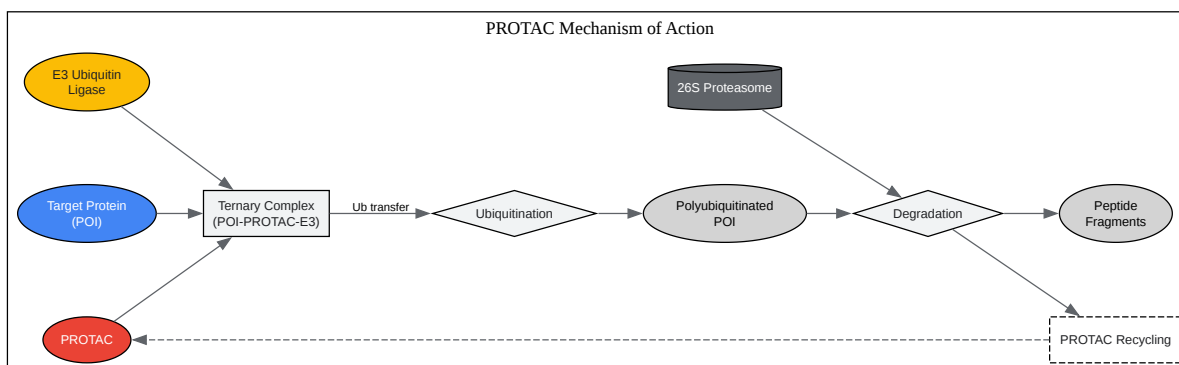 PROTAC Mechanism of Action
E3 Ubiquitin
Ligase
26S Proteasome
Target Protein
(POI)
Ternary Complex
(POI-PROTAC-E3)
Ub transfer
Ubiquitination
Polyubiquitinated
POI
Degradation
Peptide
Fragments
PROTAC
PROTAC Recycling